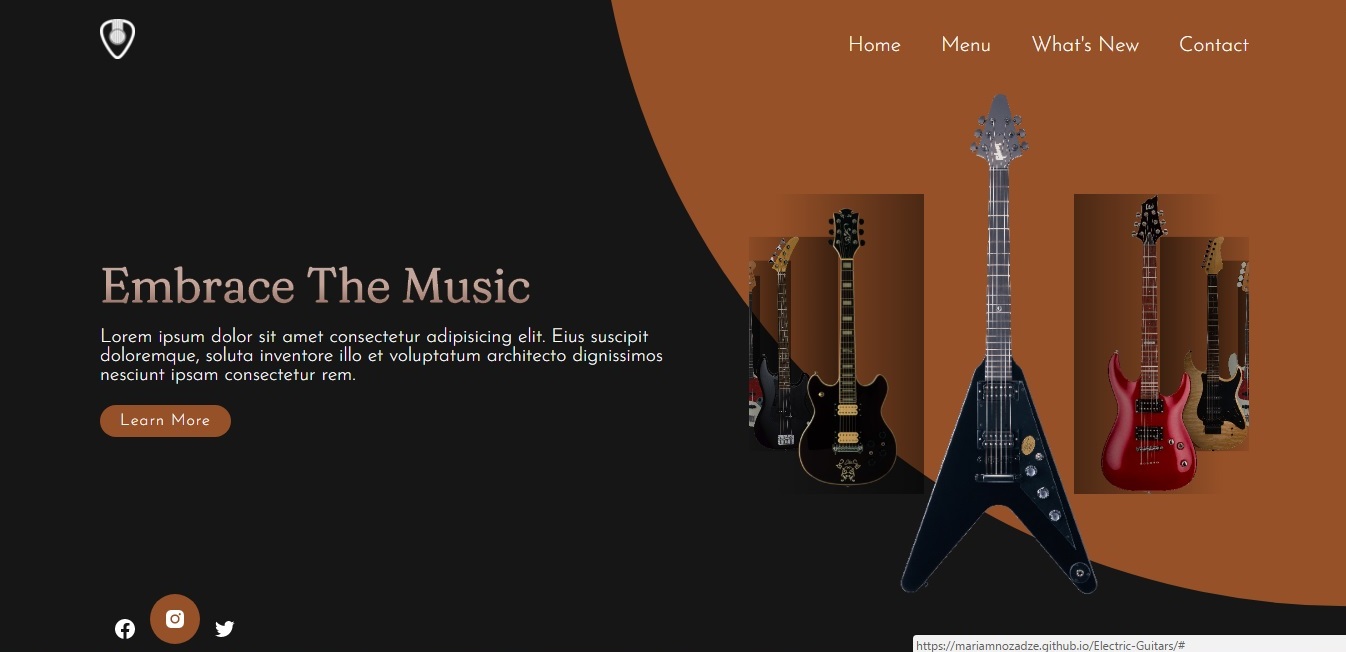 Home Menu What's New Contact
Embrace The Music
Lorem ipsum dolor sit amet consectetur adipisicing elit. Eius suscipit
doloremque, soluta inventore illo et voluptatum architecto dignissimos
nesciunt ipsam consectetur rem.
Learn More
https://mariamnozadze.github.io/Electric-Guitars/#